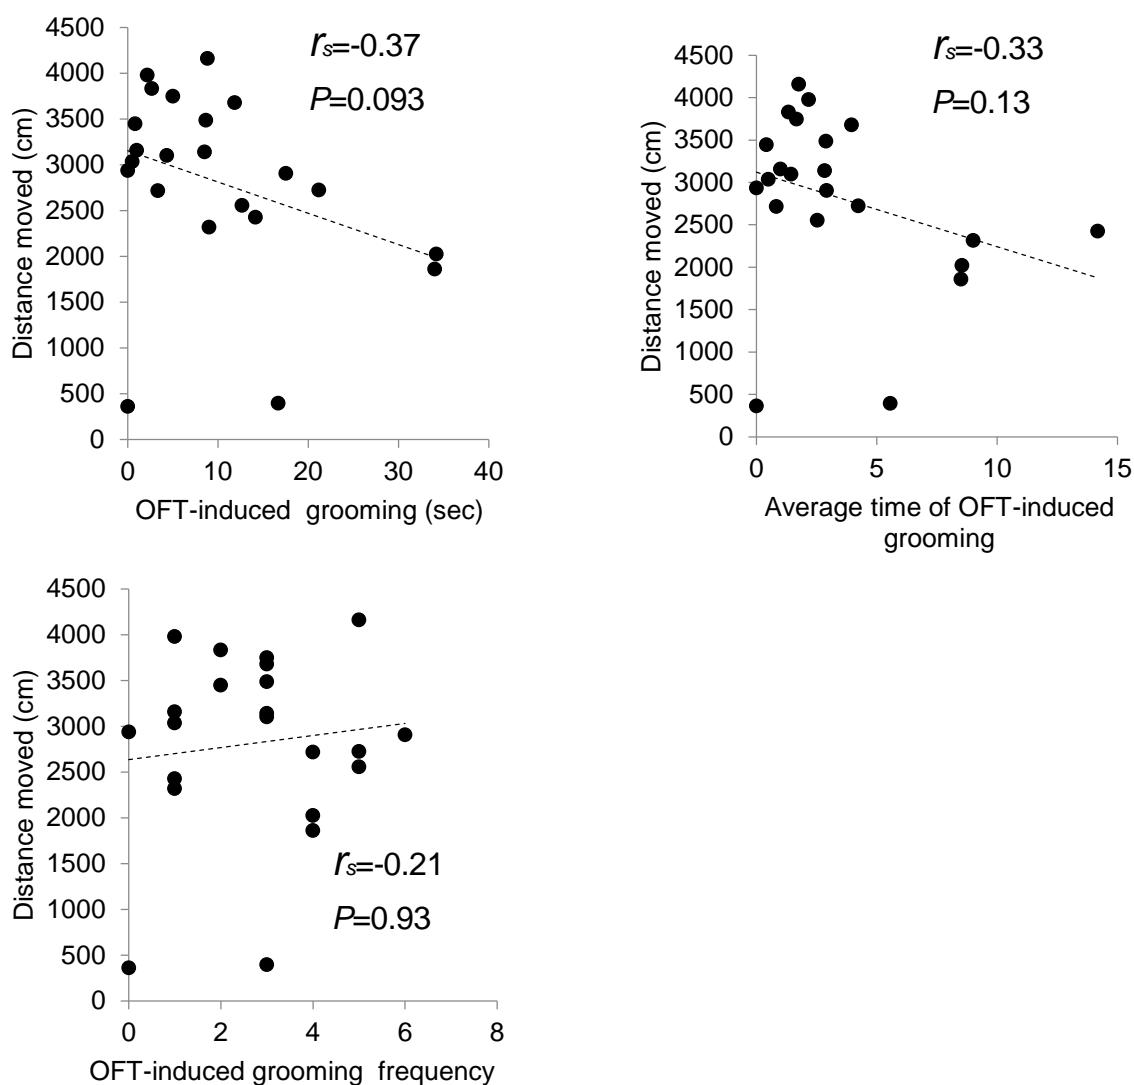 4500
4000
3500
3000
2500
2000
1500
1000
500
0
Distance moved (cm)
rs=-0.37
P=0.093
0 10 20 30 40
OFT-induced grooming (sec)
4500
4000
3500
3000
2500
2000
1500
1000
500
0
Distance moved (cm)
rs=-0.33
P=0.13
0 5 10 15
Average time of OFT-induced
grooming
4500
4000
3500
3000
2500
2000
1500
1000
500
0
Distance moved (cm)
rs=-0.21
P=0.93
0 2 4 6 8
OFT-induced grooming frequency